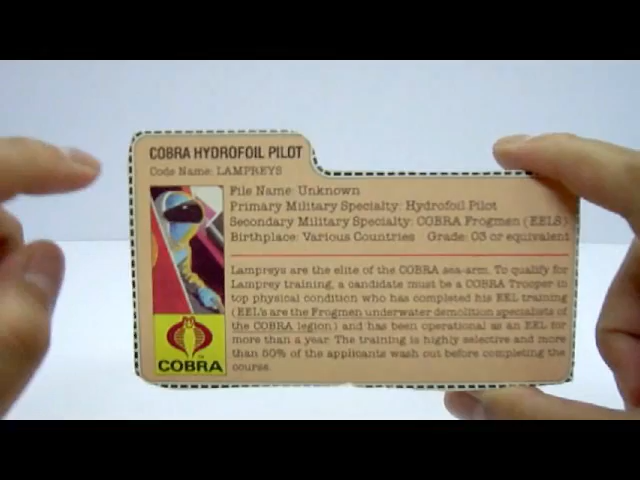 COBRA HYDROFOIL PILOT
Code Name: LAMPREYS
File Name: Unknown
Primary Military Specialty: Hydrofoil Pilot
Secondary Military Specialty: COBRA Frogmen (EELS)
Birthplace: Various Countries Grade: 03 or equivalent
Lampreys are the elite of the COBRA sea-arm. To qualify for
Lamprey training, a candidate must be a COBRA Trooper in
top physical condition who has completed his EEL training
(EEL's are the Frogmen underwater demolition specialists of
the COBRA legion) and has been operational as an EEL for
more than a year. The training is highly selective and more
than 50% of the applicants wash out before completing the
course.
COBRA